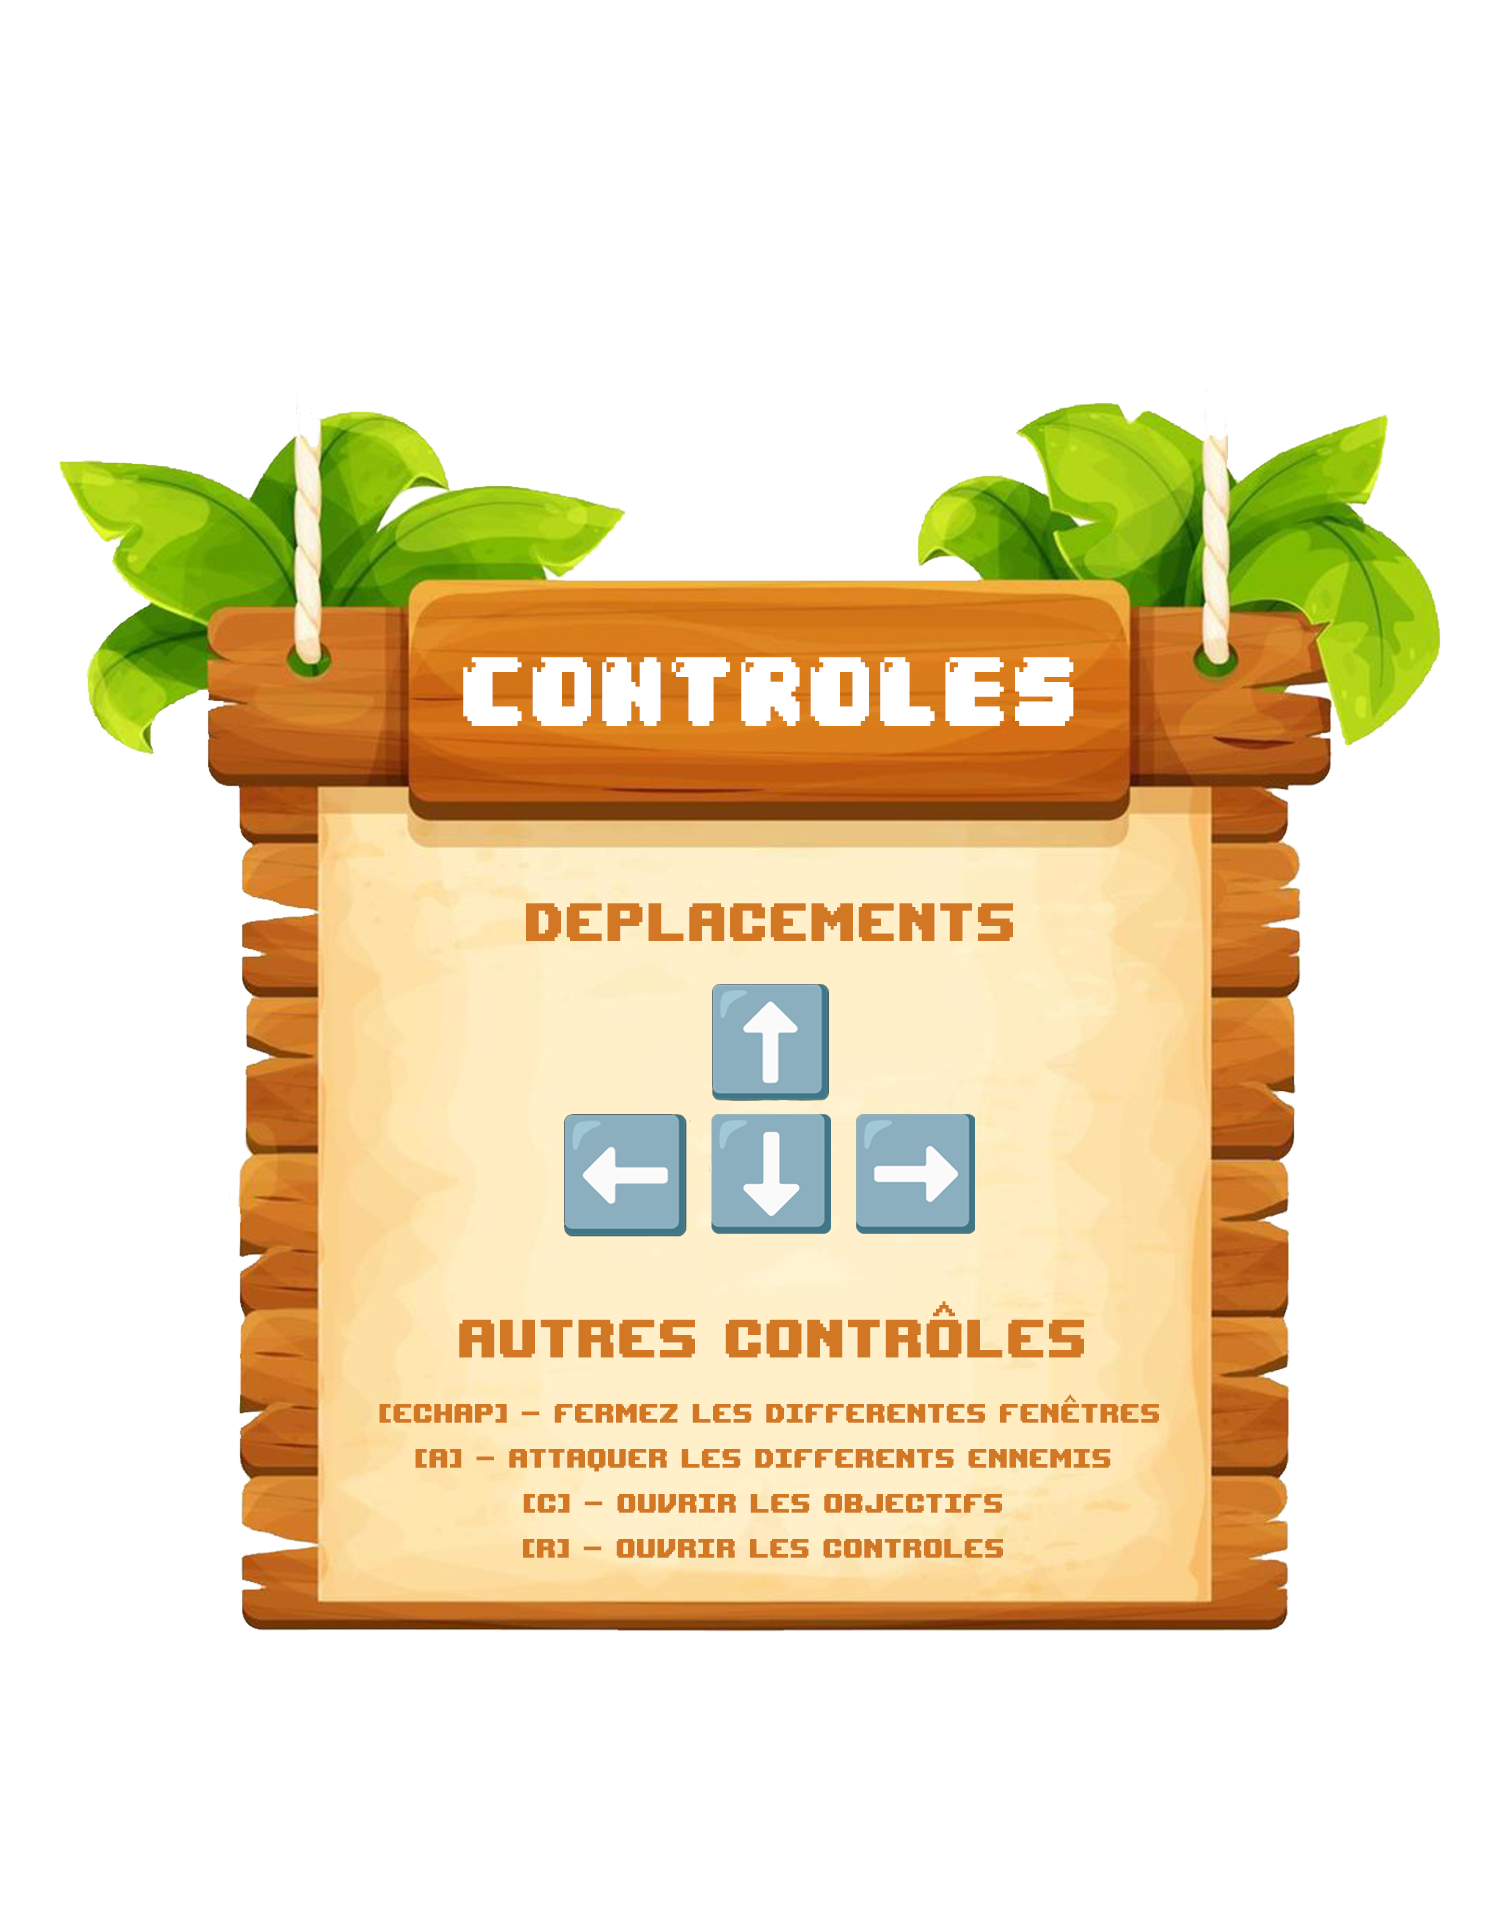 CONTROLES
DEPLACEMENTS
AUTRES CONTRÔLES
[ECHAP] - FERMEZ LES DIFFERENTES FENÊTRES
[A] - ATTAQUER LES DIFFERENTS ENNEMIS
[C] - OUVRIR LES OBJECTIFS
[R] - OUVRIR LES CONTROLES